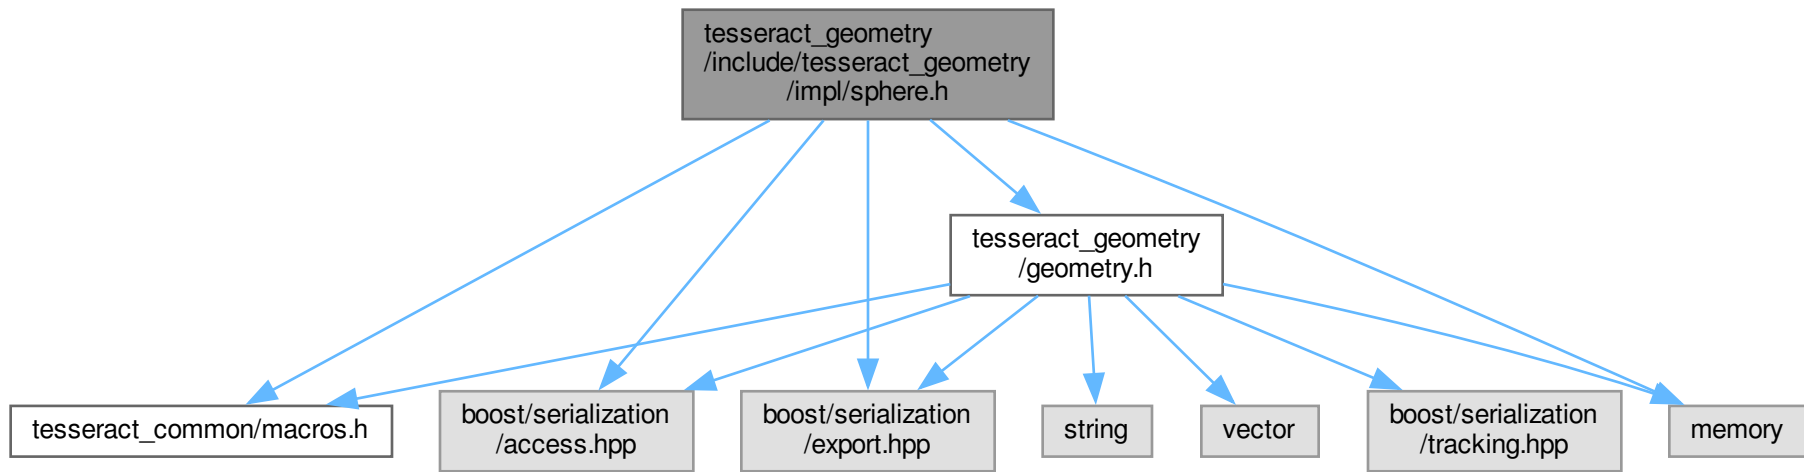 tesseract_geometry
/include/tesseract_geometry
/impl/sphere.h
tesseract_geometry
/geometry.h
tesseract_common/macros.h
boost/serialization
/access.hpp
boost/serialization
/export.hpp
string
vector
boost/serialization
/tracking.hpp
memory